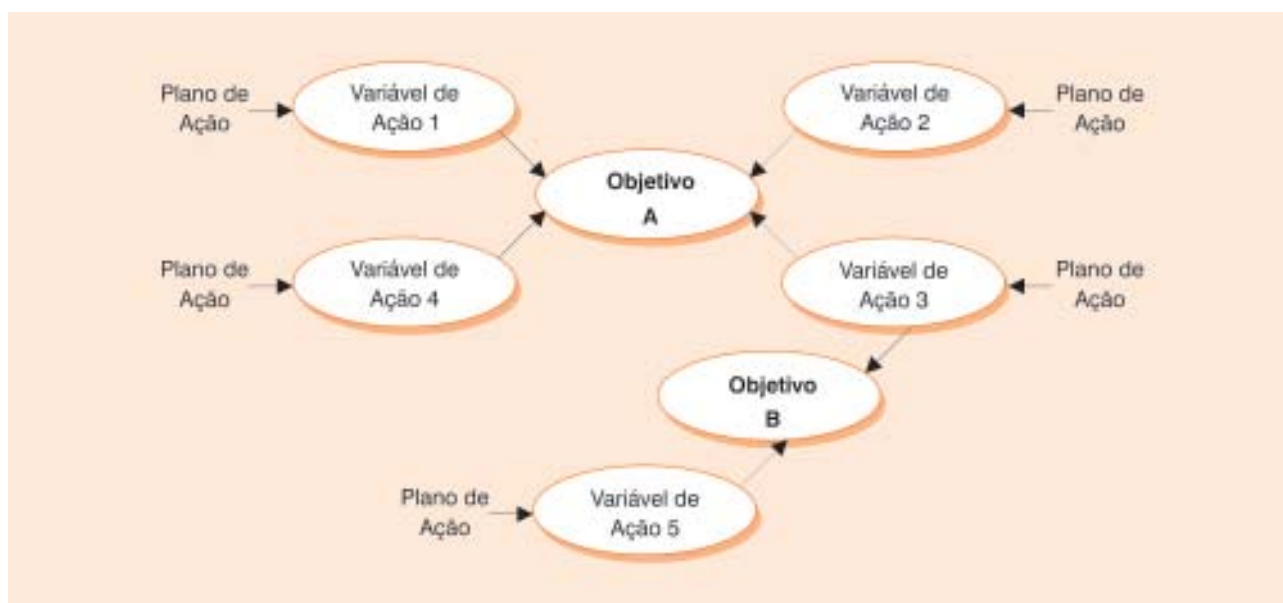 Plano de
Ação
Variável de
Ação 1
Variável de
Ação 2
Plano de
Ação
Objetivo
A
Plano de
Ação
Variável de
Ação 4
Variável de
Ação 3
Plano de
Ação
Objetivo
B
Plano de
Ação
Variável de
Ação 5